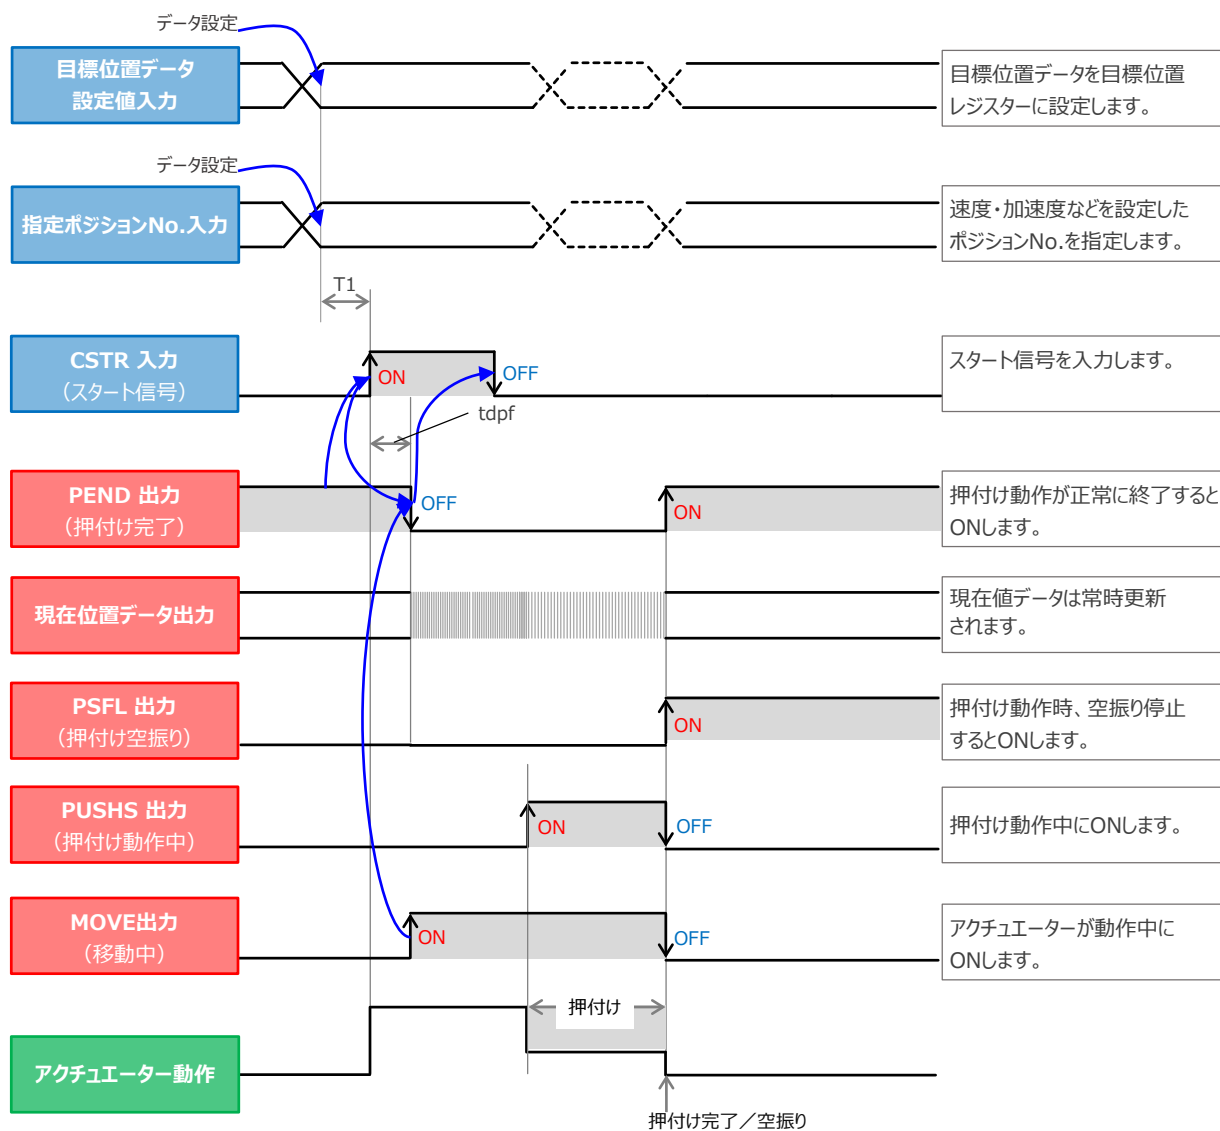 データ設定
目標位置データ
設定値入力
目標位置データを目標位置
レジスターに設定します。
データ設定
指定ポジションNo.入力
速度・加速度などを設定した
ポジションNo.を指定します。
T1
CSTR 入力
(スタート信号)
ON
OFF
スタート信号を入力します。
tdpf
PEND 出力
(押付け完了)
OFF
ON
押付け動作が正常に終了すると
ONします。
現在位置データ出力
現在値データは常時更新
されます。
PSFL 出力
(押付け空振り)
ON
押付け動作時、空振り停止
するとONします。
PUSHS 出力
(押付け動作中)
ON
OFF
押付け動作中にONします。
MOVE出力
(移動中)
ON
OFF
アクチュエーターが動作中に
ONします。
押付け
アクチュエーター動作
押付け完了／空振り